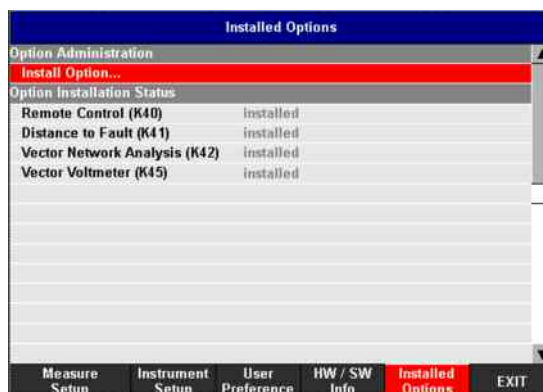 Installed Options
Option Administration
Install Option...
Option Installation Status
Remote Control (K40) installed
Distance to Fault (K41) installed
Vector Network Analysis (K42) installed
Vector Voltmeter (K45) installed
Measure Setup
Instrument Setup
User Preference
HW / SW Info
Installed Options
EXIT